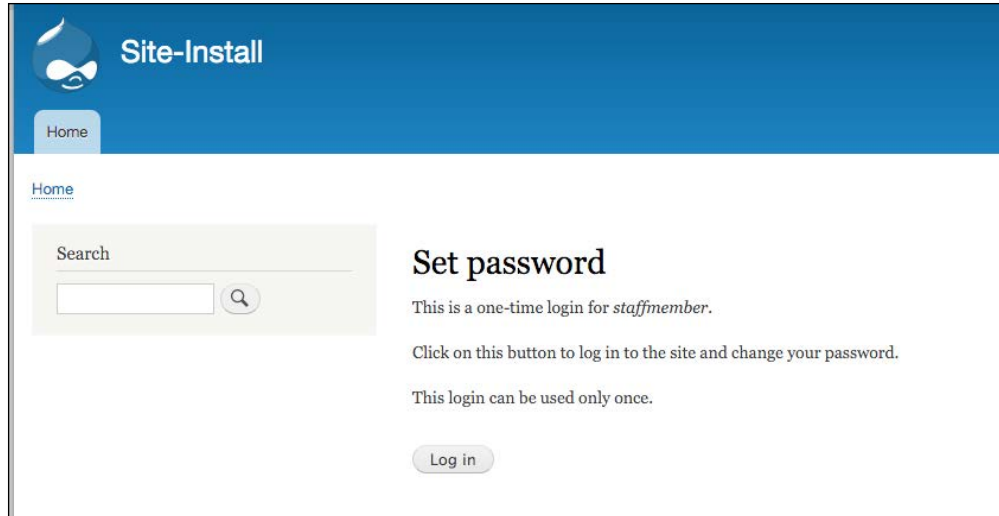 Site-Install
Home
Home
Search
Set password
This is a one-time login for staffmember.
Click on this button to log in to the site and change your password.
This login can be used only once.
Log in